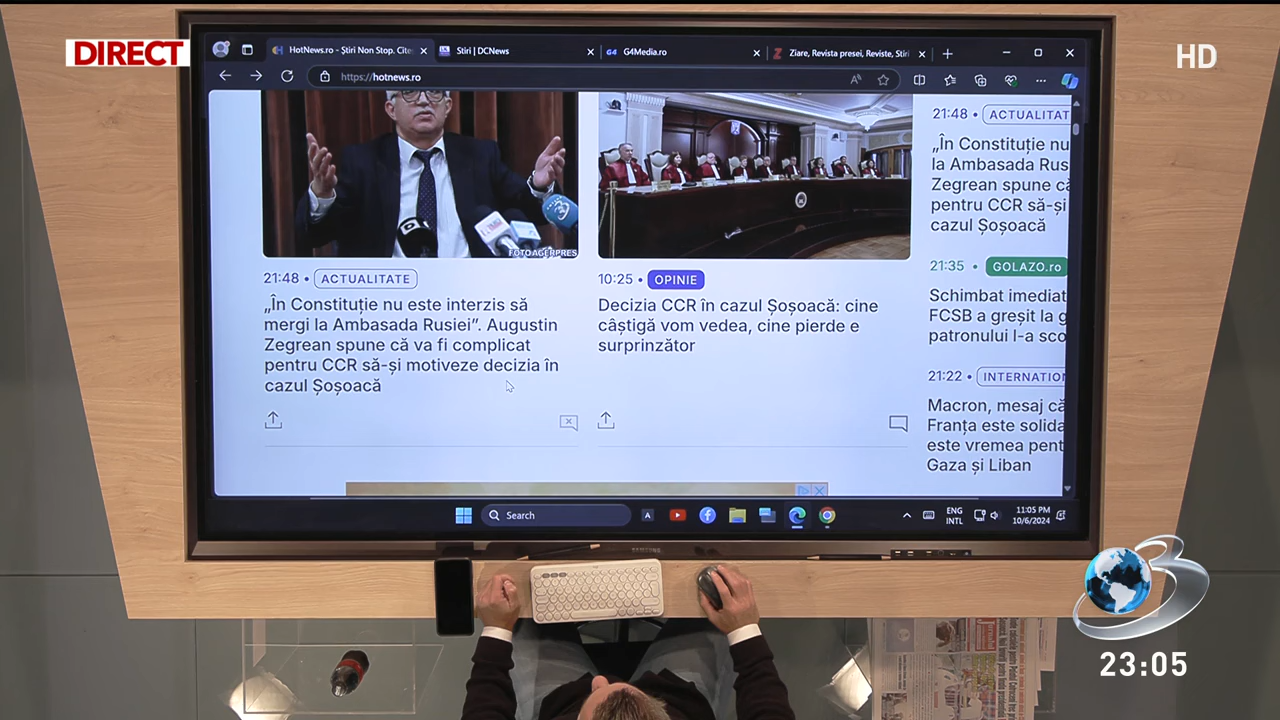 DIRECT
HD
HotNews.ro - Știri Non Stop. Cite
Stiri | DCNews
G4 G4Media.ro
Ziare, Revista presei, Reviste, Stiri
https://hotnews.ro
FOTOAGERPRES
21:48 • ACTUALITATE
„În Constituție nu este interzis să
mergi la Ambasada Rusiei”. Augustin
Zegrean spune că va fi complicat
pentru CCR să-și motiveze decizia în
cazul Șoșoacă
10:25 • OPINIE
Decizia CCR în cazul Șoșoacă: cine
câștigă vom vedea, cine pierde e
surprinzător
21:48 • ACTUALITAT
„În Constituție nu
la Ambasada Rus
Zegrean spune că
pentru CCR să-și
cazul Șoșoacă
21:35 • GOLAZO.ro
Schimbat imediat
FCSB a greșit la g
patronului l-a sco
21:22 • INTERNATION
Macron, mesaj că
Franța este solida
este vremea pent
Gaza și Liban
Search
ENG
INTL
11:05 PM
10/6/2024
SAMSUNG
3
23:05